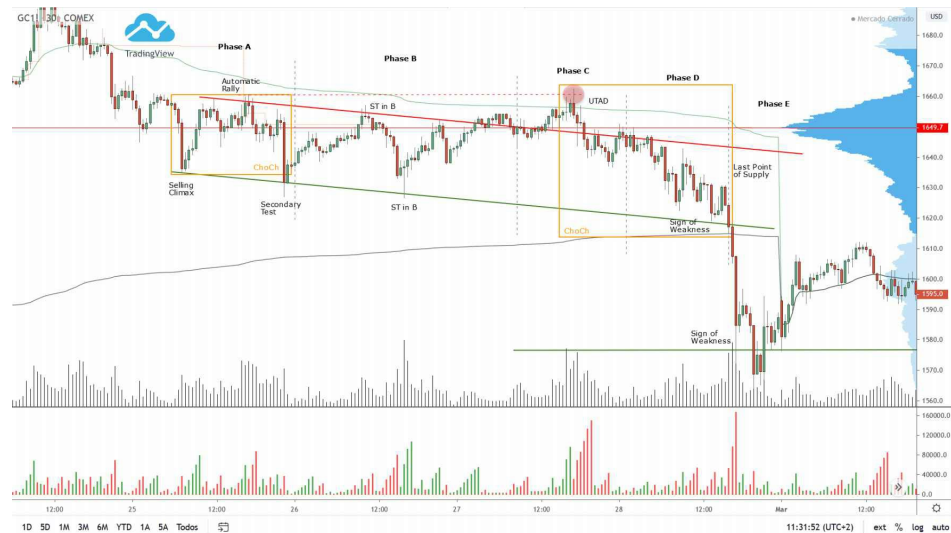 GC1! · 30 · COMEX
TradingView
Mercado Cerrado
USD
1680.0
1670.0
1660.0
1649.7
1640.0
1630.0
1620.0
1610.0
1600.0
1595.0
1580.0
1570.0
1560.0
160000.0
120000.0
80000.0
40000.0
0.0
Phase A
Phase B
Phase C
Phase D
Phase E
Automatic
Rally
ST in B
UTAD
ChoCh
Selling
Climax
Secondary
Test
ST in B
ChoCh
Last Point
of Supply
Sign of
Weakness
Sign of
Weakness
12:00
25
12:00
26
12:00
27
12:00
28
12:00
Mar
12:00
1D 5D 1M 3M 6M YTD 1A 5A Todos
11:31:52 (UTC+2)
ext % log auto